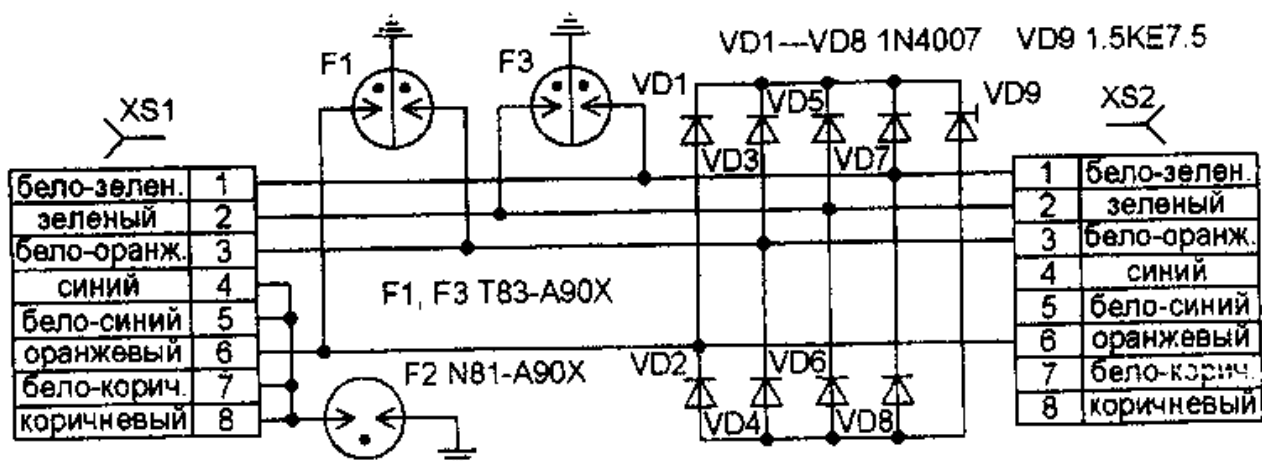 VD1---VD8 1N4007 VD9 1.5KE7.5
F1
F3
VD1
VD5
VD9
XS1
XS2
VD3
VD7
бело-зелен. 1
зеленый 2
бело-оранж. 3
синий 4
бело-синий 5
оранжевый 6
бело-корич. 7
коричневый 8
F1, F3 T83-A90X
F2 N81-A90X
VD2
VD6
VD4
VD8
1 бело-зелен.
2 зеленый
3 бело-оранж.
4 синий
5 бело-синий
6 оранжевый
7 бело-корич.
8 коричневый